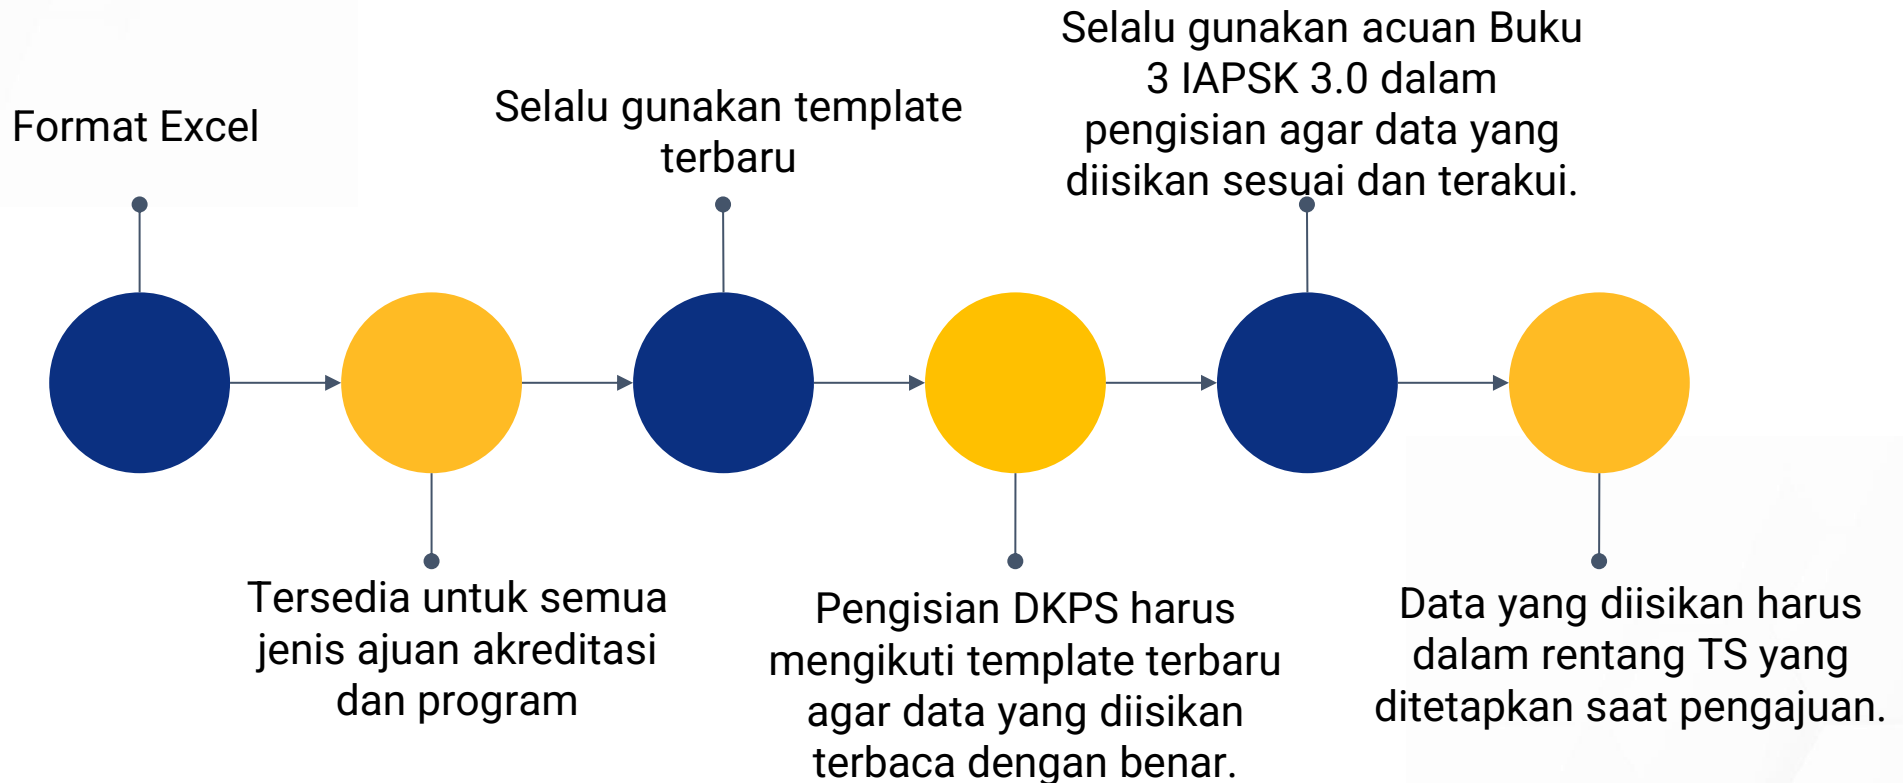 Format Excel
Tersedia untuk semua
jenis ajuan akreditasi
dan program
Selalu gunakan template
terbaru
Pengisian DKPS harus
mengikuti template terbaru
agar data yang diisikan
terbaca dengan benar.
Selalu gunakan acuan Buku
3 IAPSK 3.0 dalam
pengisian agar data yang
diisikan sesuai dan terakui.
Data yang diisikan harus
dalam rentang TS yang
ditetapkan saat pengajuan.